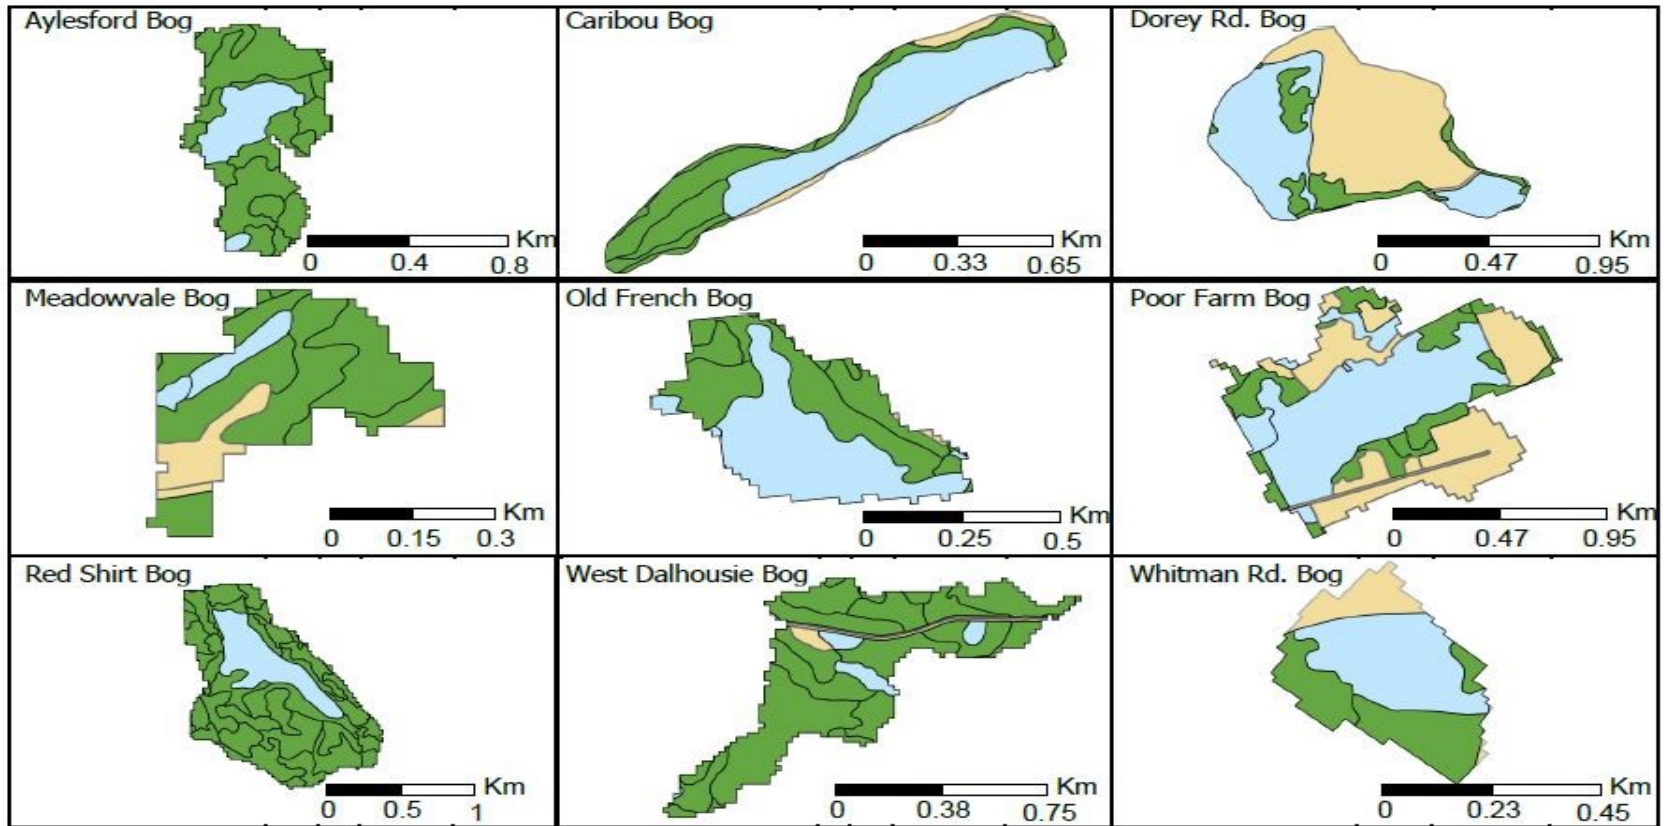 Aylesford Bog
Km
0 0.4 0.8
Caribou Bog
Km
0 0.33 0.65
Dorey Rd. Bog
Km
0 0.47 0.95
Meadowvale Bog
Km
0 0.15 0.3
Old French Bog
Km
0 0.25 0.5
Poor Farm Bog
Km
0 0.47 0.95
Red Shirt Bog
Km
0 0.5 1
West Dalhousie Bog
Km
0 0.38 0.75
Whitman Rd. Bog
Km
0 0.23 0.45